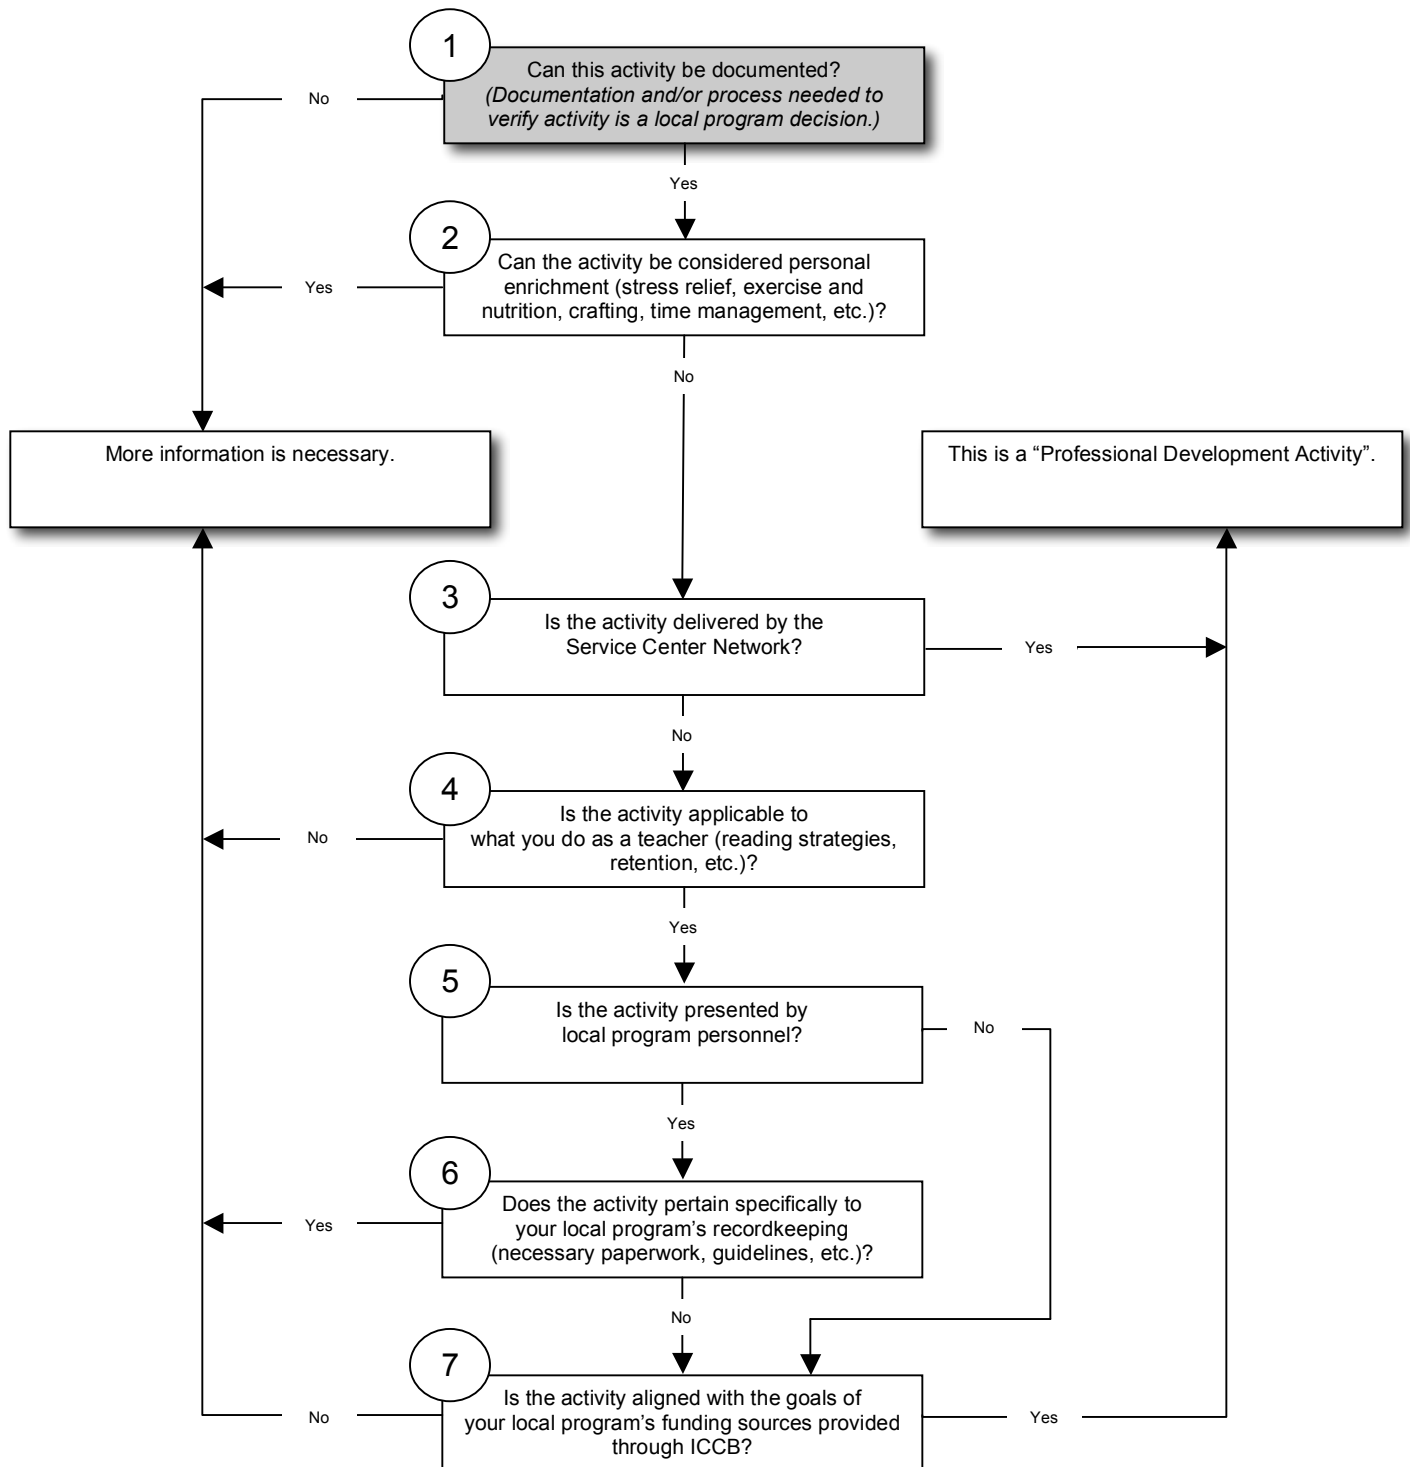 1
Can this activity be documented?
(Documentation and/or process needed to
verify activity is a local program decision.)
No
Yes
2
Can the activity be considered personal
enrichment (stress relief, exercise and
nutrition, crafting, time management, etc.)?
Yes
No
More information is necessary.
This is a “Professional Development Activity”.
3
Is the activity delivered by the
Service Center Network?
Yes
No
4
Is the activity applicable to
what you do as a teacher (reading strategies,
retention, etc.)?
No
Yes
5
Is the activity presented by
local program personnel?
No
Yes
6
Does the activity pertain specifically to
your local program’s recordkeeping
(necessary paperwork, guidelines, etc.)?
Yes
No
7
Is the activity aligned with the goals of
your local program’s funding sources provided
through ICCB?
No
Yes